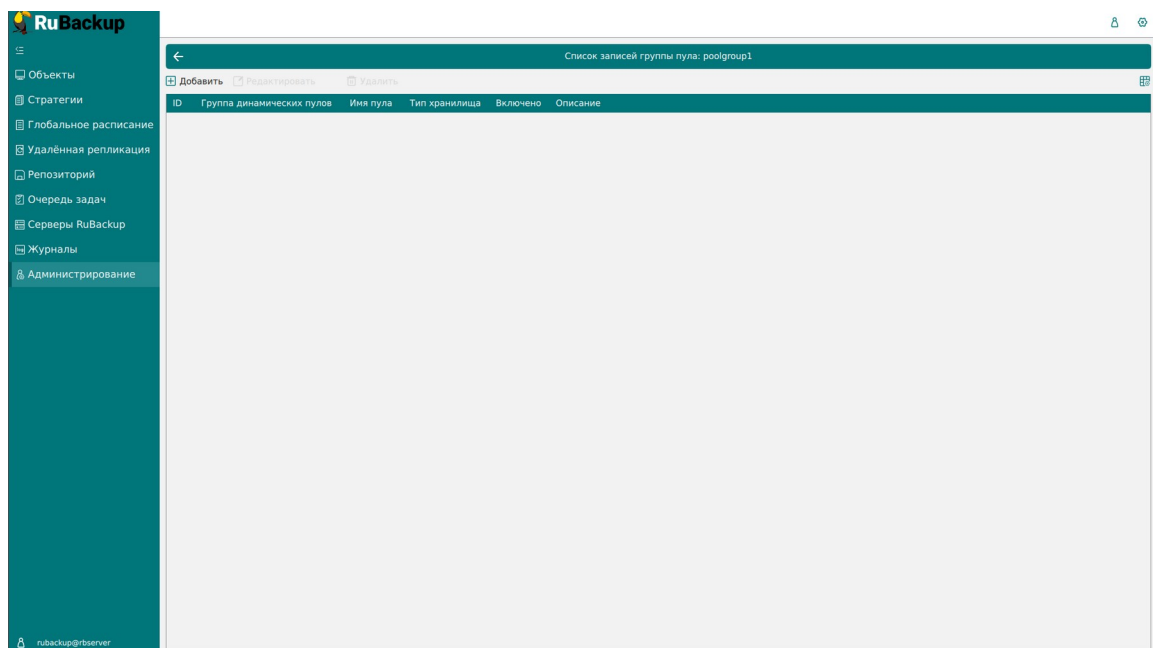 RuBackup
Объекты
Стратегии
Глобальное расписание
Удалённая репликация
Репозиторий
Очередь задач
Серверы RuBackup
Журналы
Администрирование
rubackup@rbserver
Список записей группы пула: poolgroup1
Добавить Редактировать Удалить
ID Группа динамических пулов Имя пула Тип хранилища Включено Описание